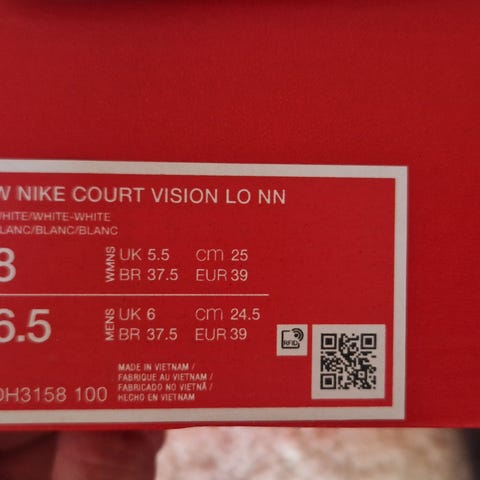 W NIKE COURT VISION LO NN
WHITE/WHITE-WHITE
BLANC/BLANC/BLANC
8 WMNS UK 5.5 cm 25
BR 37.5 EUR 39
6.5 MENS UK 6 cm 24.5
BR 37.5 EUR 39
RFID
MADE IN VIETNAM /
FABRIQUE AU VIETNAM /
FABRICADO NO VIETNÃ /
DH3158 100 HECHO EN VIETNAM